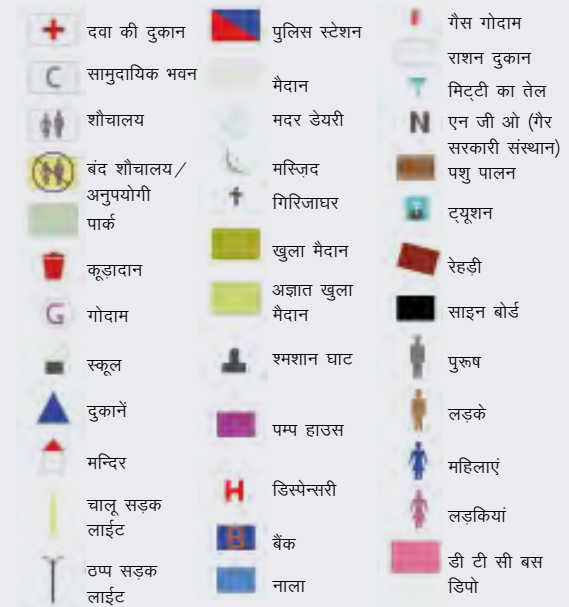 दवा की दुकान
C सामुदायिक भवन
शौचालय
बंद शौचालय/
अनुपयोगी
पार्क
कूड़ादान
G गोदाम
स्कूल
दुकानें
मन्दिर
चालू सड़क
लाईट
ठप्प सड़क
लाईट
पुलिस स्टेशन
मैदान
मदर डेयरी
मस्ज़िद
गिरिजाघर
खुला मैदान
अज्ञात खुला
मैदान
श्मशान घाट
पम्प हाउस
H डिस्पेन्सरी
B बैंक
नाला
गैस गोदाम
राशन दुकान
मिट्टी का तेल
N एन जी ओ (गैर
सरकारी संस्थान)
पशु पालन
ट्यूशन
रेहड़ी
साइन बोर्ड
पुरूष
लड़के
महिलाएं
लड़कियां
डी टी सी बस
डिपो